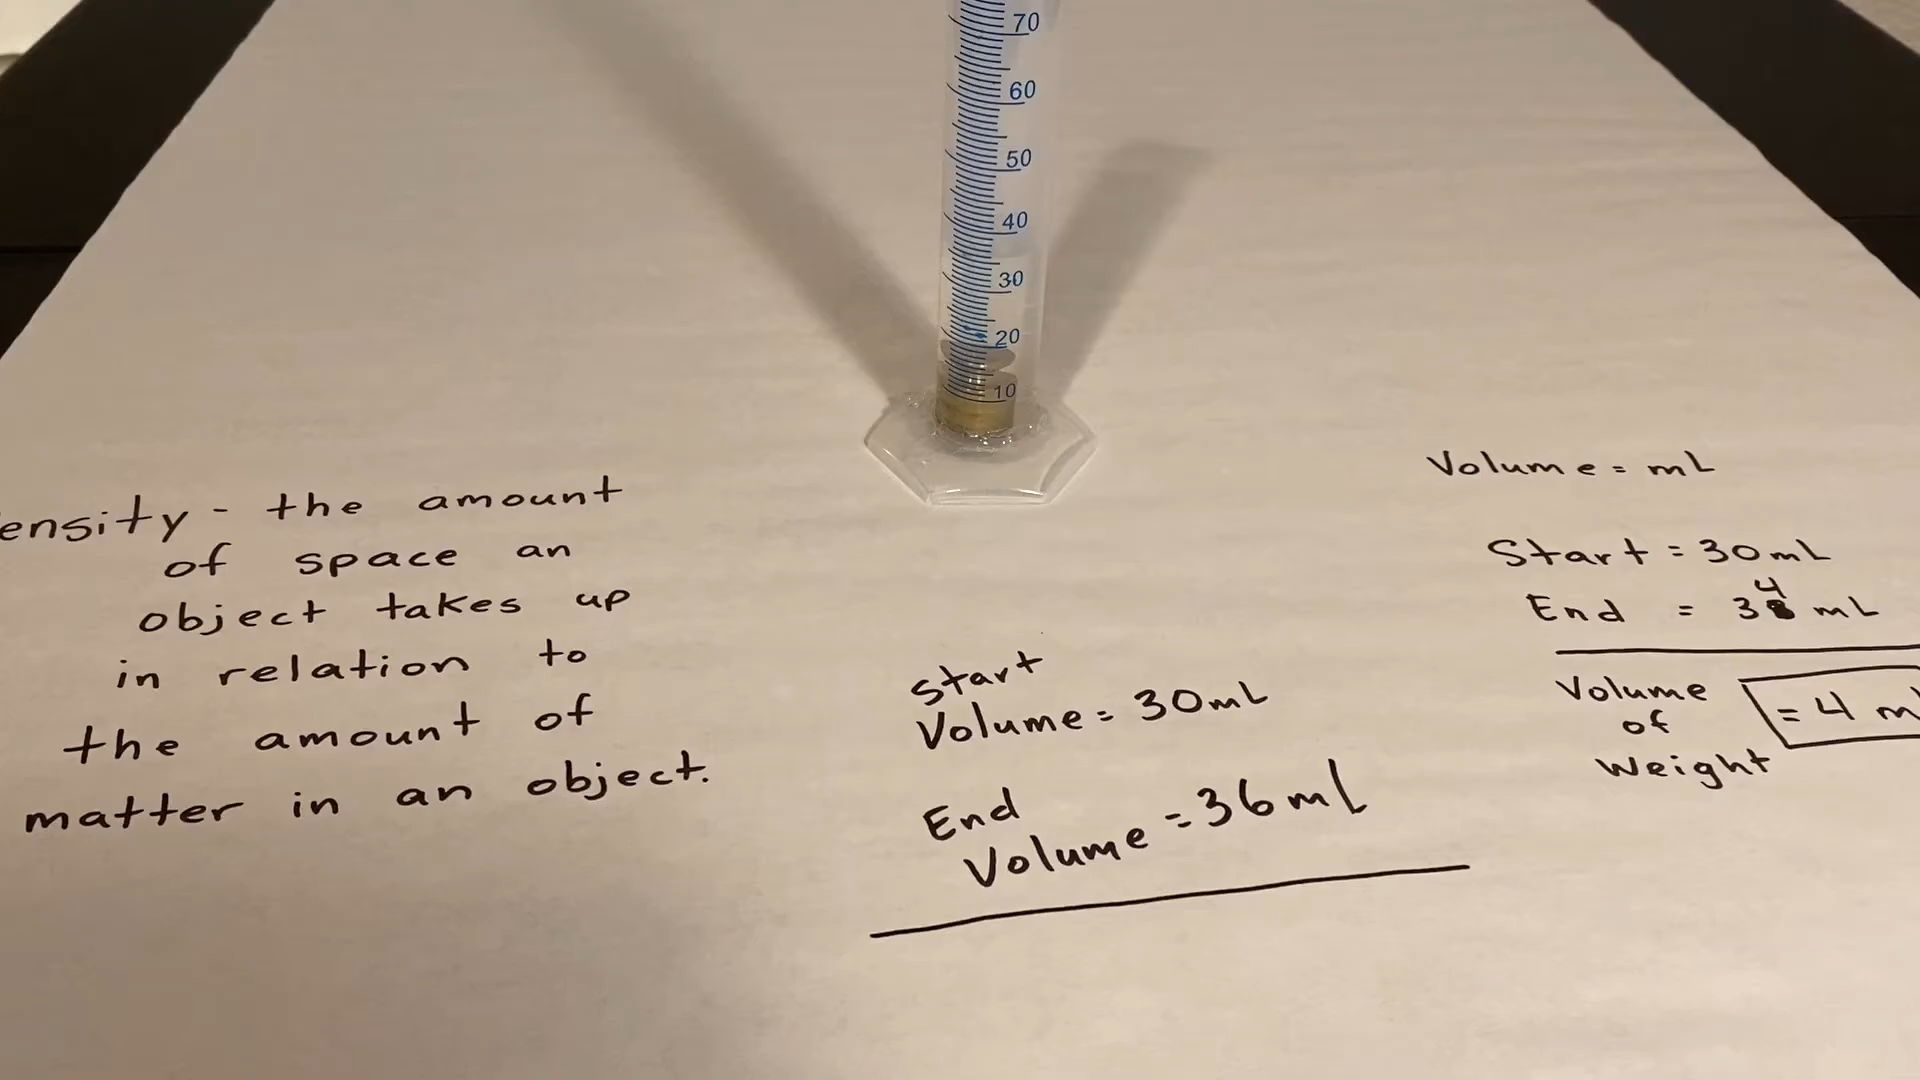 70
60
50
40
30
20
10
ensity - the amount
of space an
object takes up
in relation to
the amount of
matter in an object.
Start
Volume = 30mL
End
Volume = 36mL
Volume = mL
Start = 30mL
End = 34 mL
Volume = 4 m
of
Weight